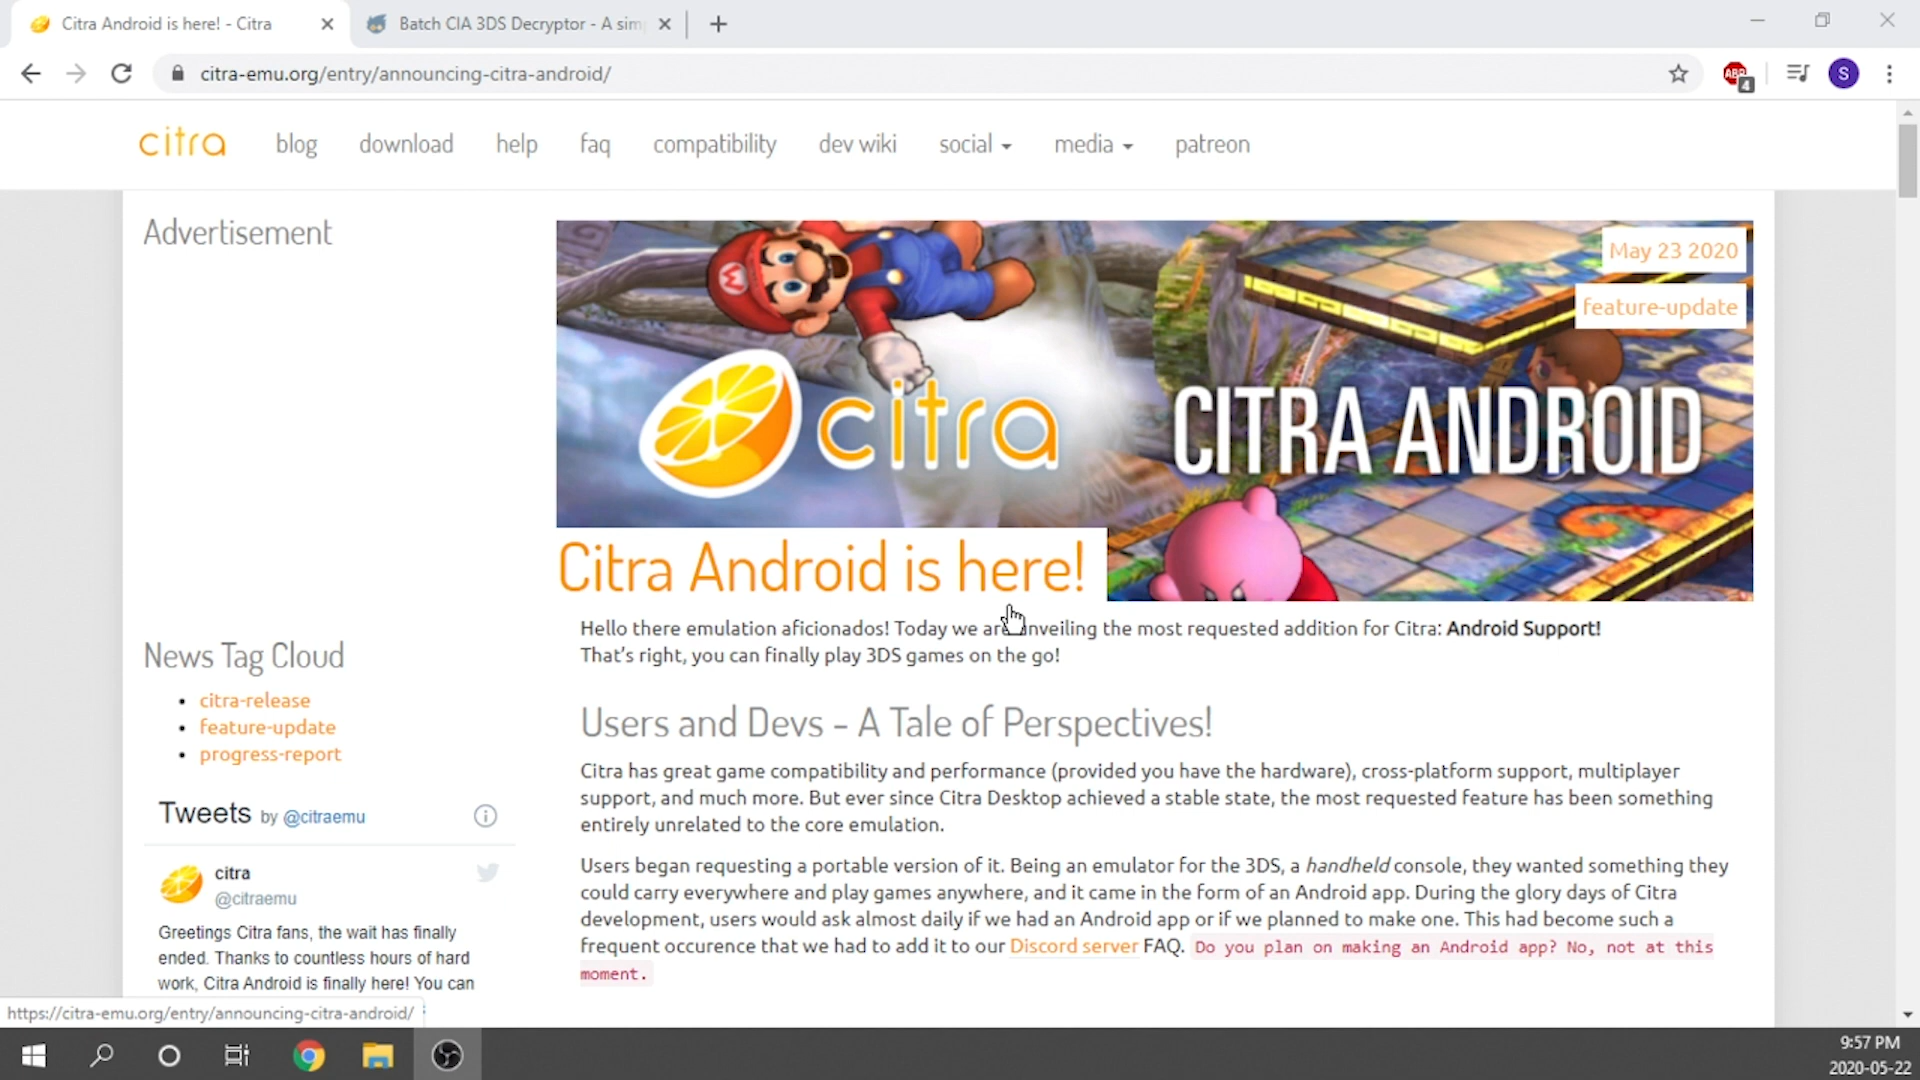 Citra Android is here! - Citra
Batch CIA 3DS Decryptor - A sim
citra-emu.org/entry/announcing-citra-android/
ABP
4
S
citra
blog
download
help
faq
compatibility
dev wiki
social
media
patreon
Advertisement
M
May 23 2020
feature-update
citra
CITRA ANDROID
Citra Android is here!
Hello there emulation aficionados! Today we are unveiling the most requested addition for Citra: Android Support!
That's right, you can finally play 3DS games on the go!
News Tag Cloud
citra-release
feature-update
progress-report
Users and Devs – A Tale of Perspectives!
Citra has great game compatibility and performance (provided you have the hardware), cross-platform support, multiplayer
support, and much more. But ever since Citra Desktop achieved a stable state, the most requested feature has been something
entirely unrelated to the core emulation.
Tweets by @citraemu
citra
@citraemu
Greetings Citra fans, the wait has finally
ended. Thanks to countless hours of hard
work, Citra Android is finally here! You can
Users began requesting a portable version of it. Being an emulator for the 3DS, a handheld console, they wanted something they
could carry everywhere and play games anywhere, and it came in the form of an Android app. During the glory days of Citra
development, users would ask almost daily if we had an Android app or if we planned to make one. This had become such a
frequent occurence that we had to add it to our Discord server FAQ. Do you plan on making an Android app? No, not at this
moment.
https://citra-emu.org/entry/announcing-citra-android/
9:57 PM
2020-05-22